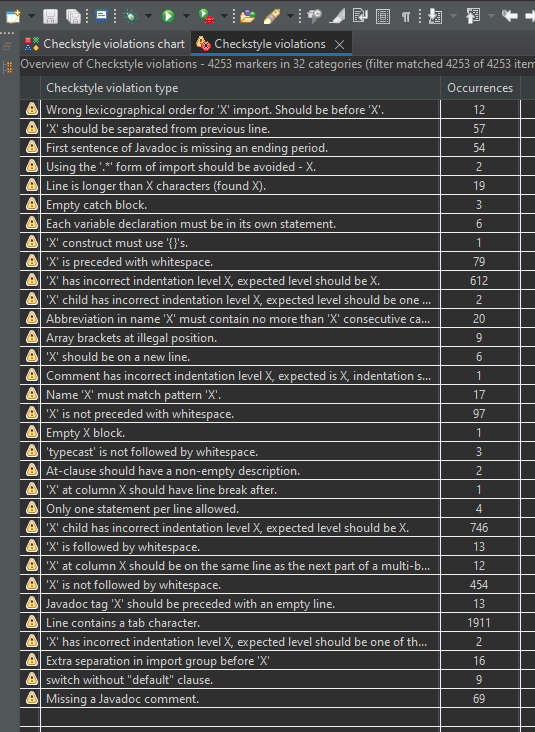 Checkstyle violations chart Checkstyle violations
Overview of Checkstyle violations - 4253 markers in 32 categories (filter matched 4253 of 4253 item
Checkstyle violation type Occurrences
Wrong lexicographical order for 'X' import. Should be before 'X'. 12
'X' should be separated from previous line. 57
First sentence of Javadoc is missing an ending period. 54
Using the '.*' form of import should be avoided - X. 2
Line is longer than X characters (found X). 19
Empty catch block. 3
Each variable declaration must be in its own statement. 6
'X' construct must use '{}'s. 1
'X' is preceded with whitespace. 79
'X' has incorrect indentation level X, expected level should be X. 612
'X' child has incorrect indentation level X, expected level should be one ... 2
Abbreviation in name 'X' must contain no more than 'X' consecutive ca... 20
Array brackets at illegal position. 9
'X' should be on a new line. 6
Comment has incorrect indentation level X, expected is X, indentation s... 1
Name 'X' must match pattern 'X'. 17
'X' is not preceded with whitespace. 97
Empty X block. 1
'typecast' is not followed by whitespace. 3
At-clause should have a non-empty description. 2
'X' at column X should have line break after. 1
Only one statement per line allowed. 4
'X' child has incorrect indentation level X, expected level should be X. 746
'X' is followed by whitespace. 13
'X' at column X should be on the same line as the next part of a multi-b... 12
'X' is not followed by whitespace. 454
Javadoc tag 'X' should be preceded with an empty line. 13
Line contains a tab character. 1911
'X' has incorrect indentation level X, expected level should be one of th... 2
Extra separation in import group before 'X' 16
switch without "default" clause. 9
Missing a Javadoc comment. 69